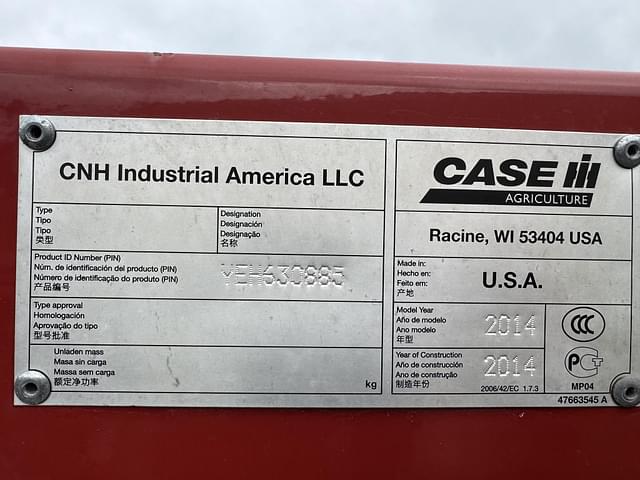 CNH Industrial America LLC
Type
Tipo
Tipo
类型
Designation
Designación
Designação
名称
Product ID Number (PIN)
Núm. de identificación del producto (PIN)
Número de identificação do produto (PIN)
产品编号
YEH630885
Type approval
Homologación
Aprovação do tipo
型号批准
Unladen mass
Masa sin carga
Massa sem carga
额定净功率
kg
CASE IH
AGRICULTURE
Racine, WI 53404 USA
Made in:
Hecho en:
Feito em:
产地
U.S.A.
Model Year
Año de modelo
Ano modelo
年型
2014
CCC
Year of Construction
Año de construcción
Ano de construção
制造年份
2014
2006/42/EC 1.7.3
PCT
MP04
47663545 A